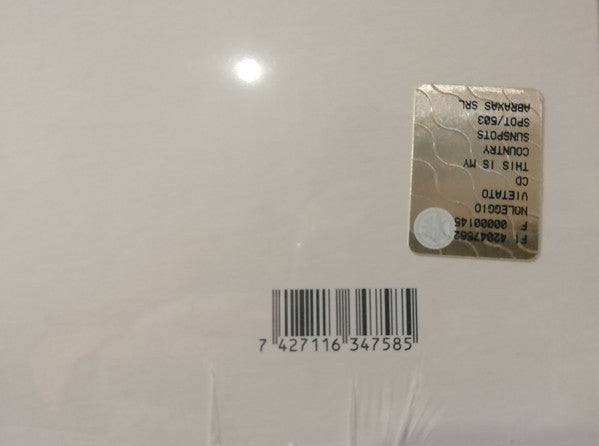 FI 42047562
F 00000145
NOLEGGIO
VIETATO
CD
THIS IS MY
COUNTRY
SUNSPOTS
SPOT/503
ABRAXAS SRL
7 427116 347585